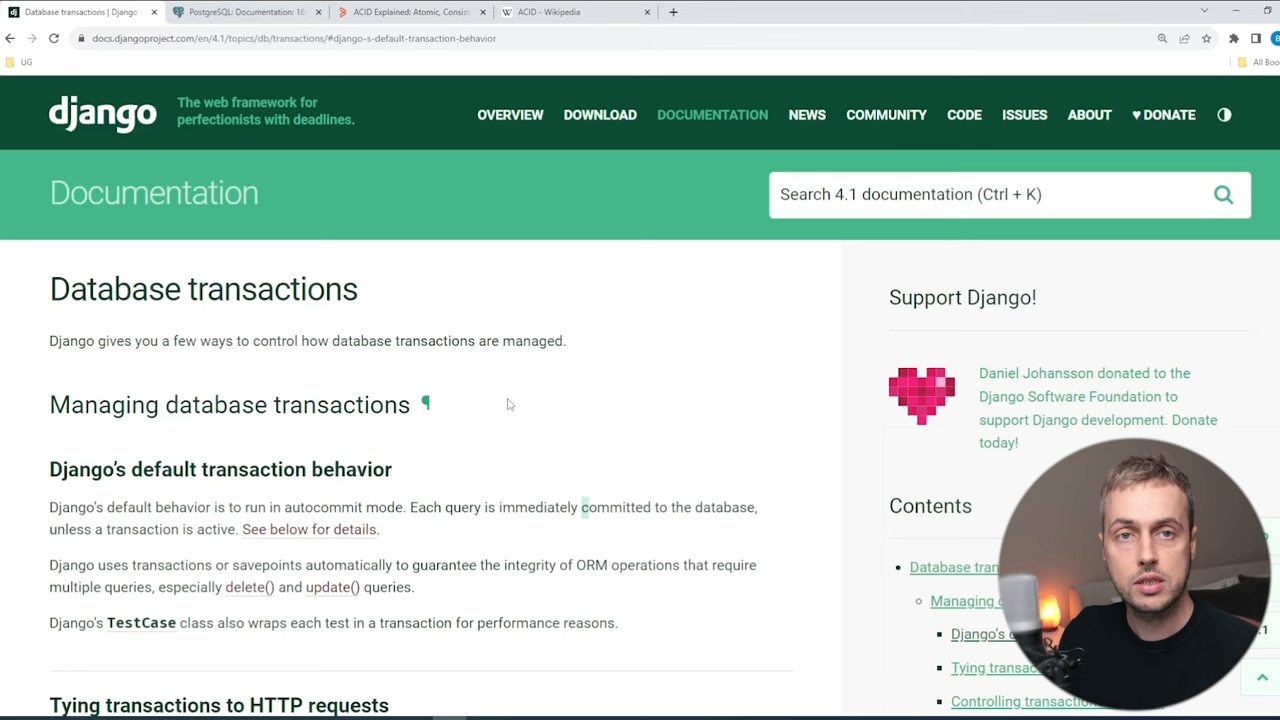 Database transactions | Django
PostgreSQL: Documentation: 16
ACID Explained: Atomic, Consist
ACID - Wikipedia
docs.djangoproject.com/en/4.1/topics/db/transactions/#django-s-default-transaction-behavior
UG
All Boo
django
The web framework for
perfectionists with deadlines.
OVERVIEW DOWNLOAD DOCUMENTATION NEWS COMMUNITY CODE ISSUES ABOUT ♥ DONATE
Documentation
Search 4.1 documentation (Ctrl + K)
Database transactions
Django gives you a few ways to control how database transactions are managed.
Managing database transactions ¶
Django’s default transaction behavior
Django’s default behavior is to run in autocommit mode. Each query is immediately committed to the database,
unless a transaction is active. See below for details.
Django uses transactions or savepoints automatically to guarantee the integrity of ORM operations that require
multiple queries, especially delete() and update() queries.
Django’s TestCase class also wraps each test in a transaction for performance reasons.
Tying transactions to HTTP requests
Support Django!
Daniel Johansson donated to the
Django Software Foundation to
support Django development. Donate
today!
Contents
Database tran
Managing
Django’s
Tying transac
Controlling transaction